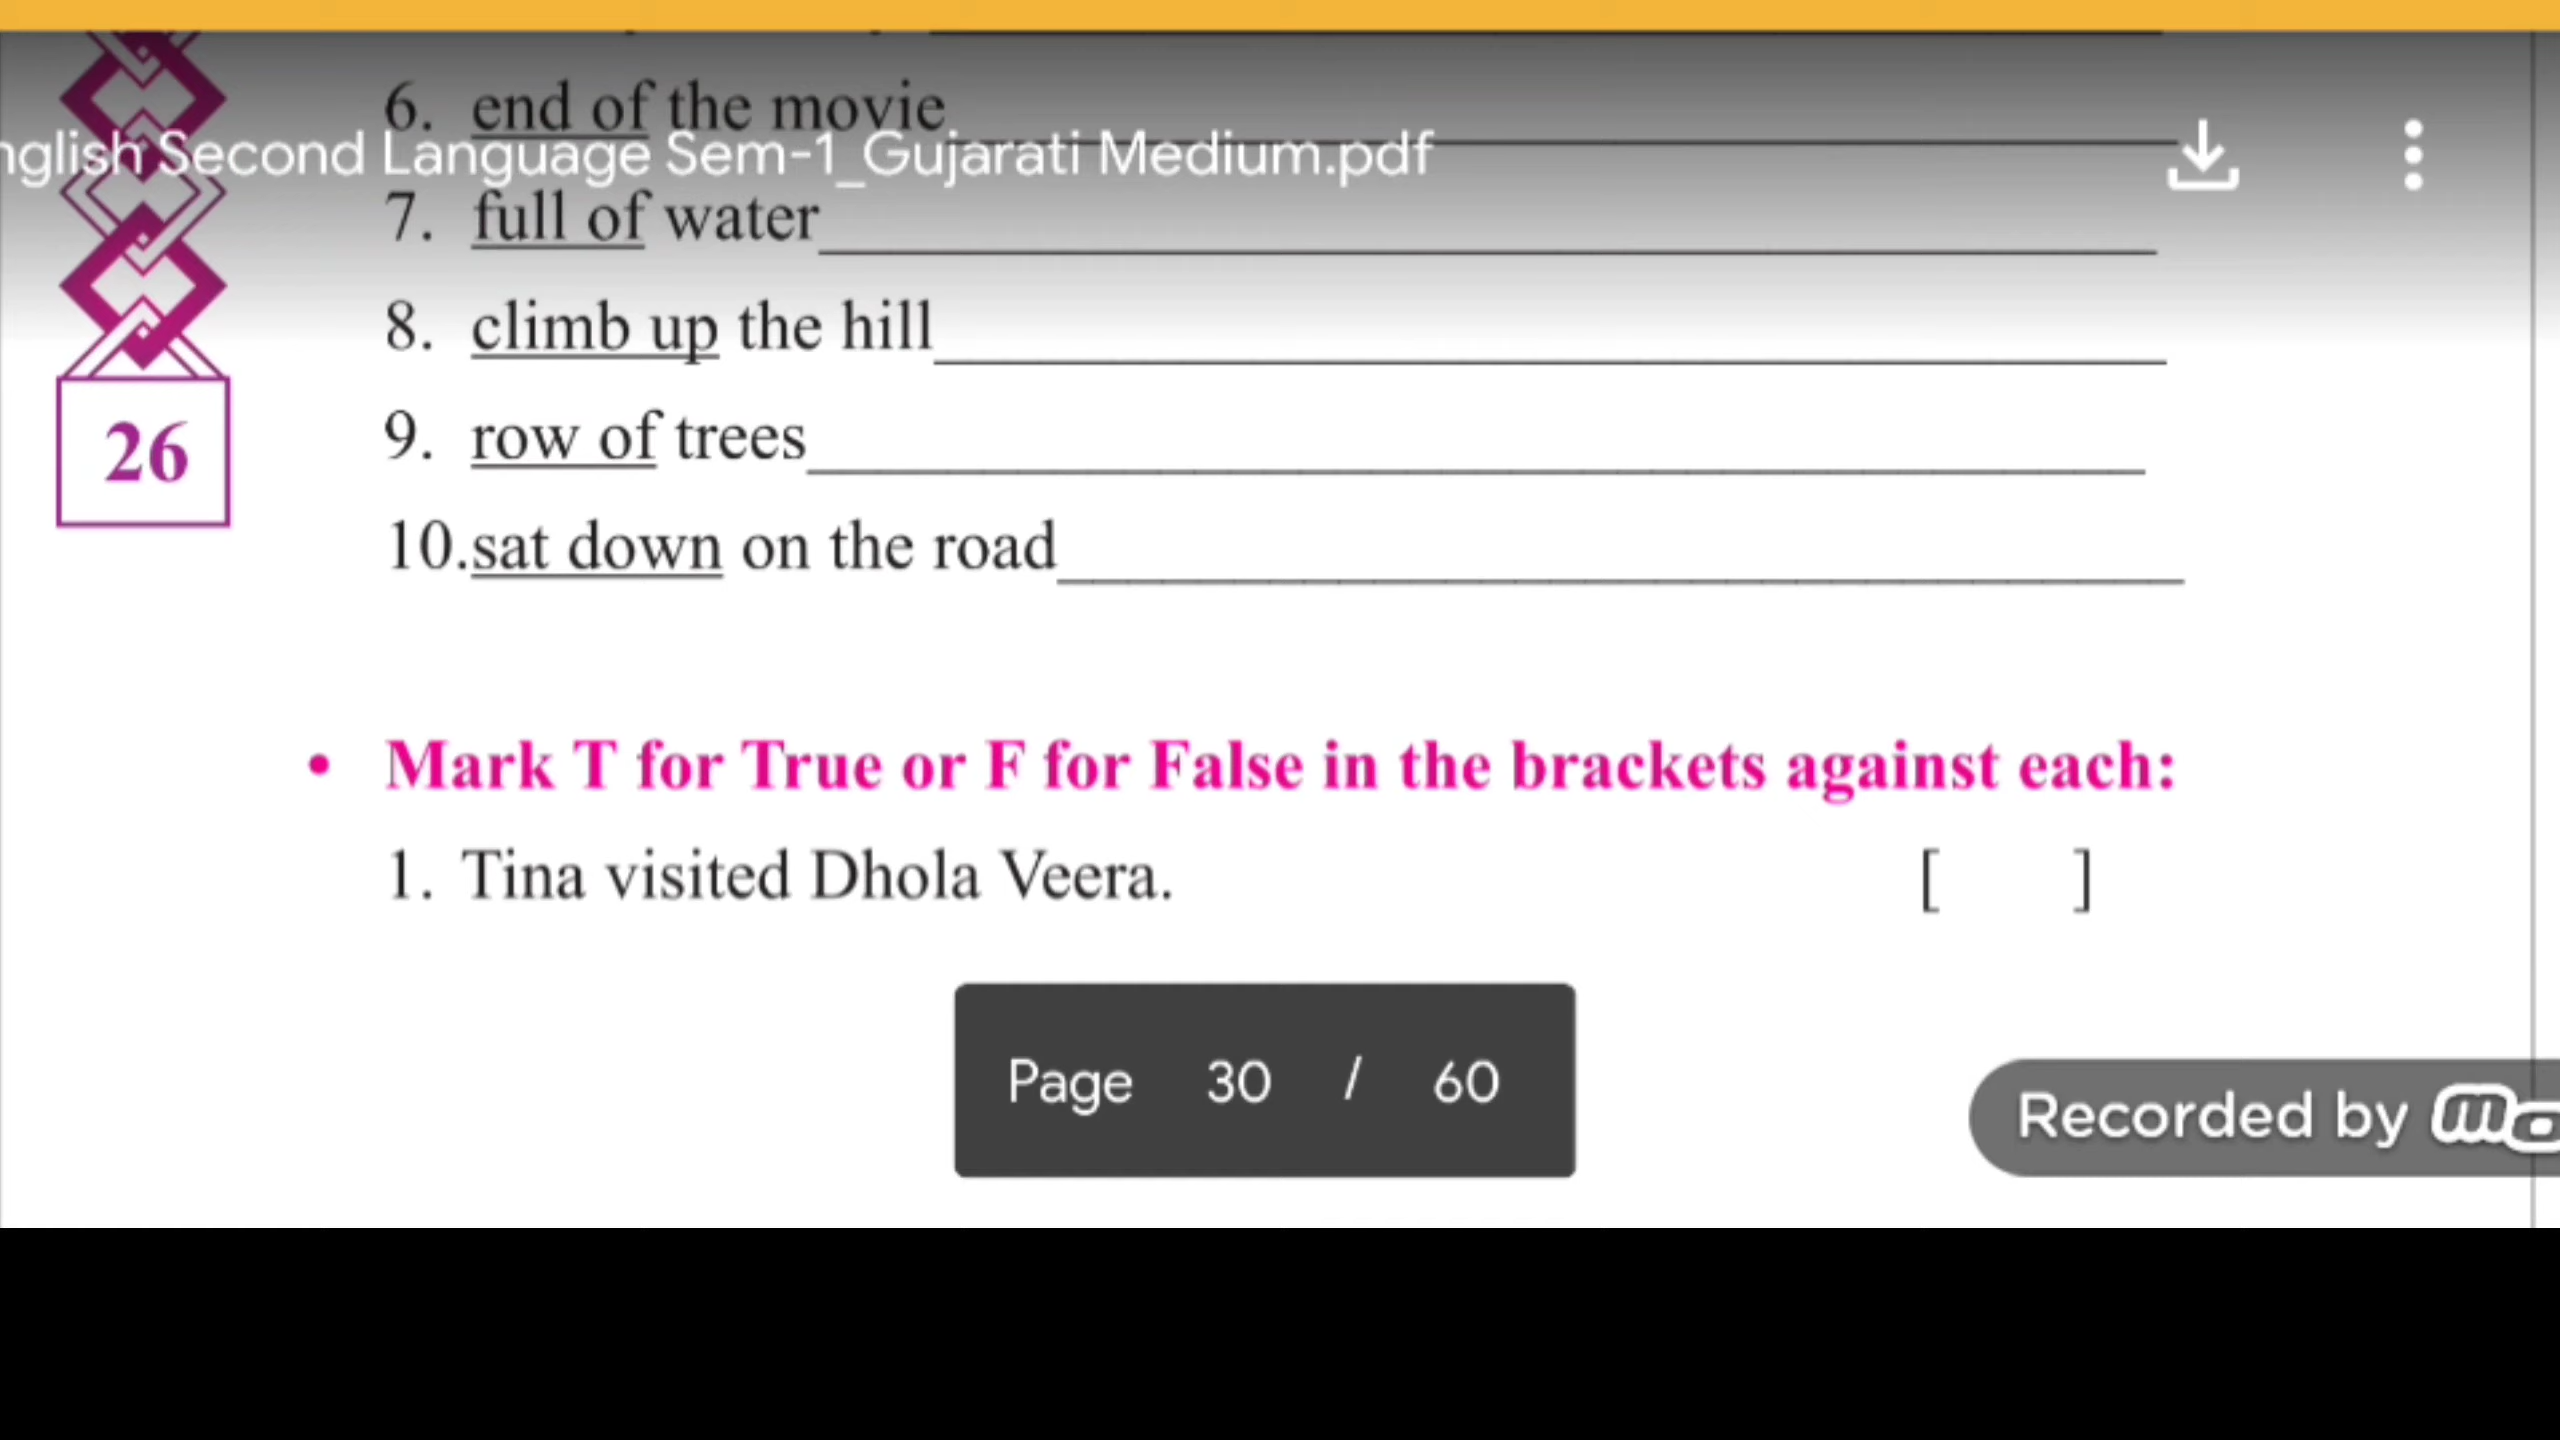 6. end of the movie
nglish Second Language Sem-1_Gujarati Medium.pdf
7. full of water
8. climb up the hill
9. row of trees
26
10.sat down on the road
• Mark T for True or F for False in the brackets against each:
1. Tina visited Dhola Veera. [ ]
Page 30 / 60
Recorded by